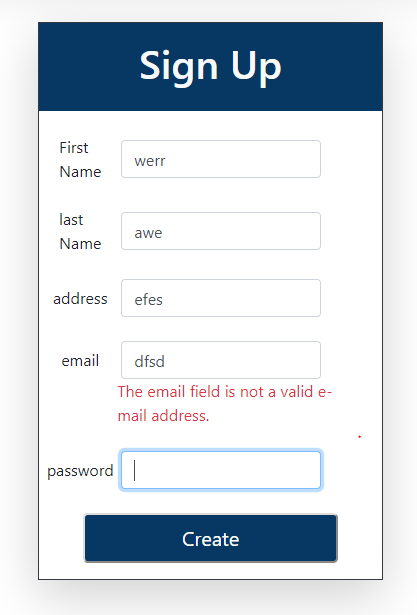 Sign Up
First
Name
werr
last
Name
awe
address
efes
email
dfsd
The email field is not a valid e-
mail address.
password
Create